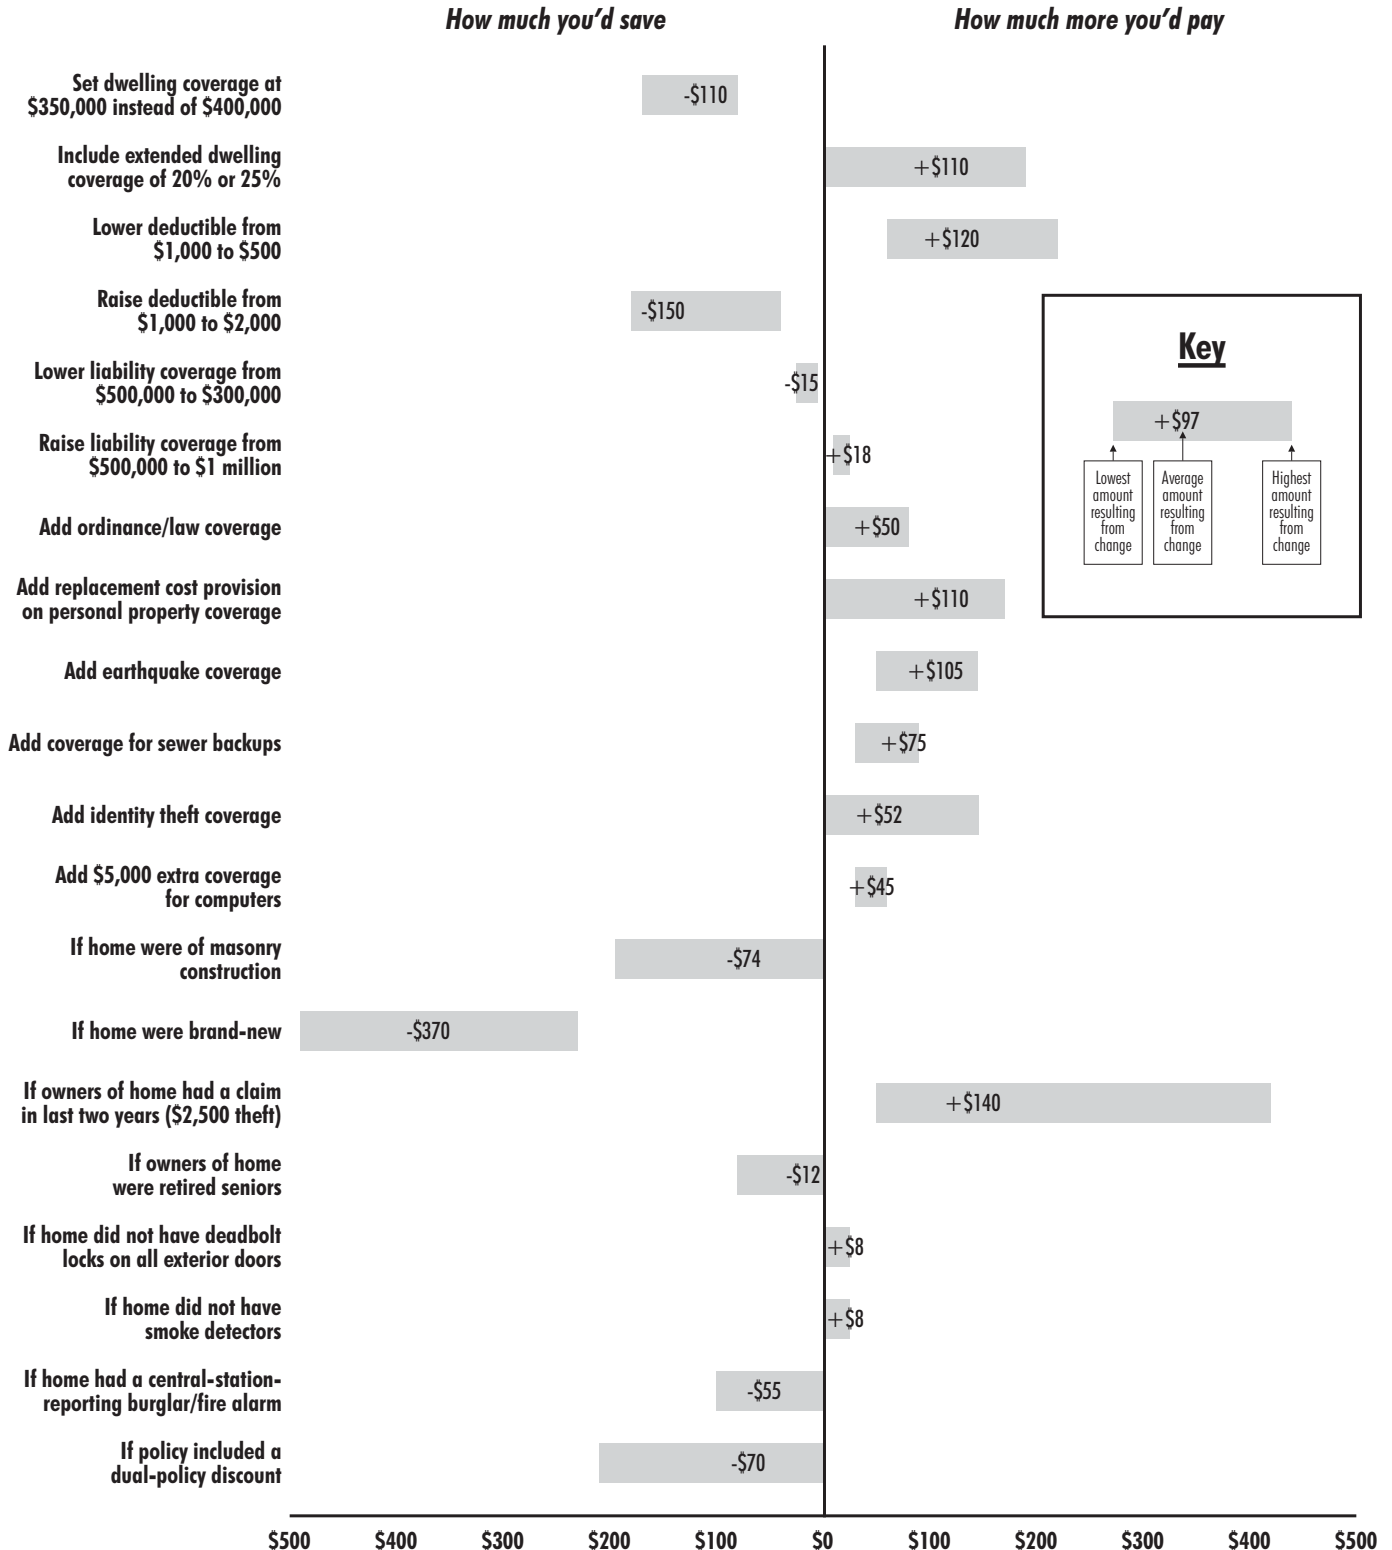 How much you'd save
How much more you'd pay
Set dwelling coverage at
$350,000 instead of $400,000
-$110
Include extended dwelling
coverage of 20% or 25%
+$110
Lower deductible from
$1,000 to $500
+$120
Raise deductible from
$1,000 to $2,000
-$150
Lower liability coverage from
$500,000 to $300,000
-$15
Raise liability coverage from
$500,000 to $1 million
+$18
Add ordinance/law coverage
+$50
Add replacement cost provision
on personal property coverage
+$110
Add earthquake coverage
+$105
Add coverage for sewer backups
+$75
Add identity theft coverage
+$52
Add $5,000 extra coverage
for computers
+$45
If home were of masonry
construction
-$74
If home were brand-new
-$370
If owners of home had a claim
in last two years ($2,500 theft)
+$140
If owners of home
were retired seniors
-$12
If home did not have deadbolt
locks on all exterior doors
+$8
If home did not have
smoke detectors
+$8
If home had a central-station-
reporting burglar/fire alarm
-$55
If policy included a
dual-policy discount
-$70
$500 $400 $300 $200 $100 $0 $100 $200 $300 $400 $500
Key
+$97
Lowest
amount
resulting
from
change
Average
amount
resulting
from
change
Highest
amount
resulting
from
change